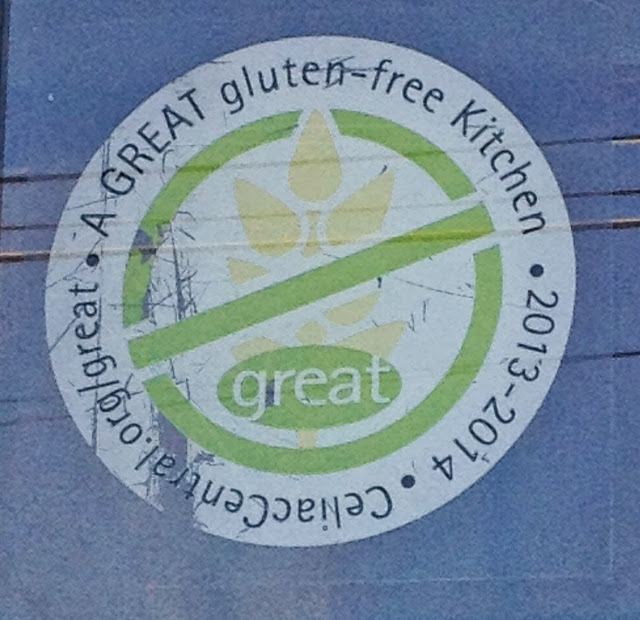 A GREAT gluten-free Kitchen • 2013-2014 • CeliacCentral.org/great •
great